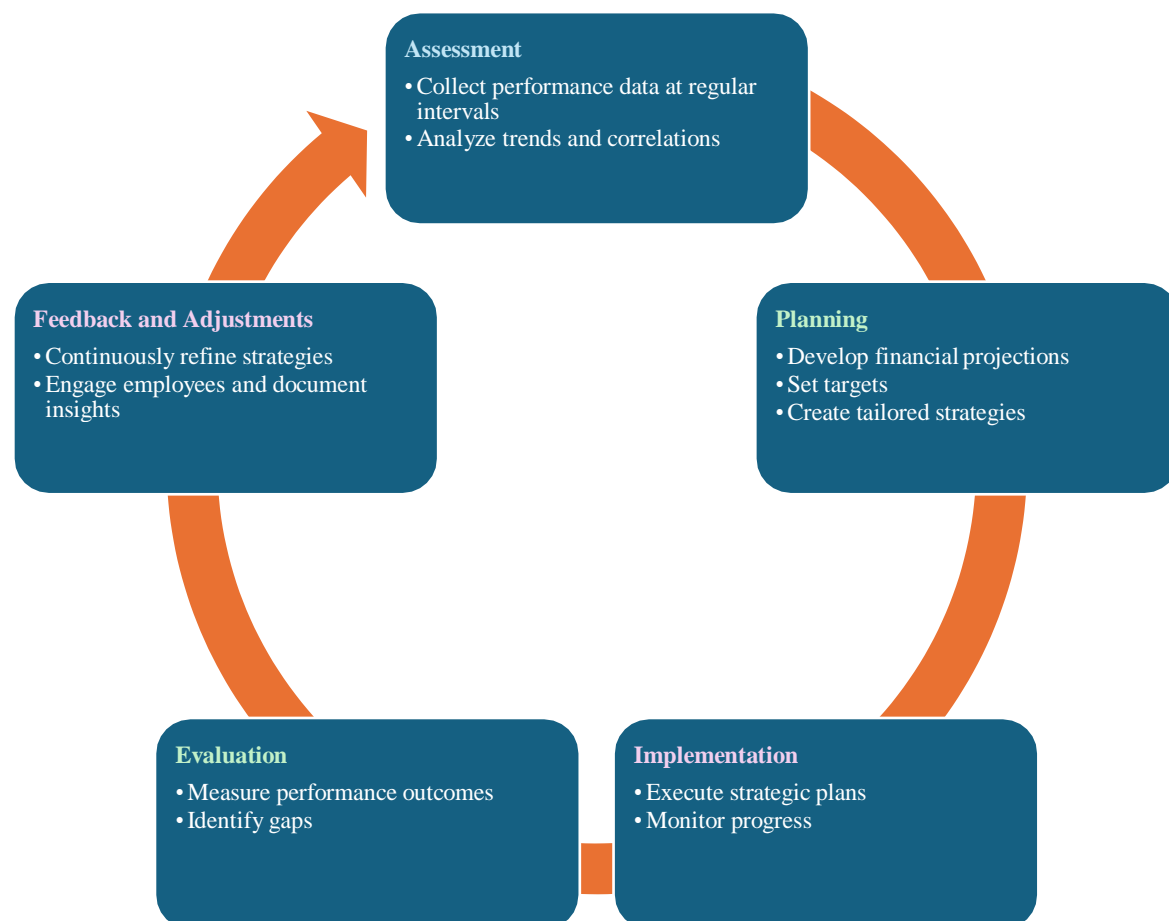 Assessment
• Collect performance data at regular
intervals
• Analyze trends and correlations
Planning
• Develop financial projections
• Set targets
• Create tailored strategies
Implementation
• Execute strategic plans
• Monitor progress
Evaluation
• Measure performance outcomes
• Identify gaps
Feedback and Adjustments
• Continuously refine strategies
• Engage employees and document
insights